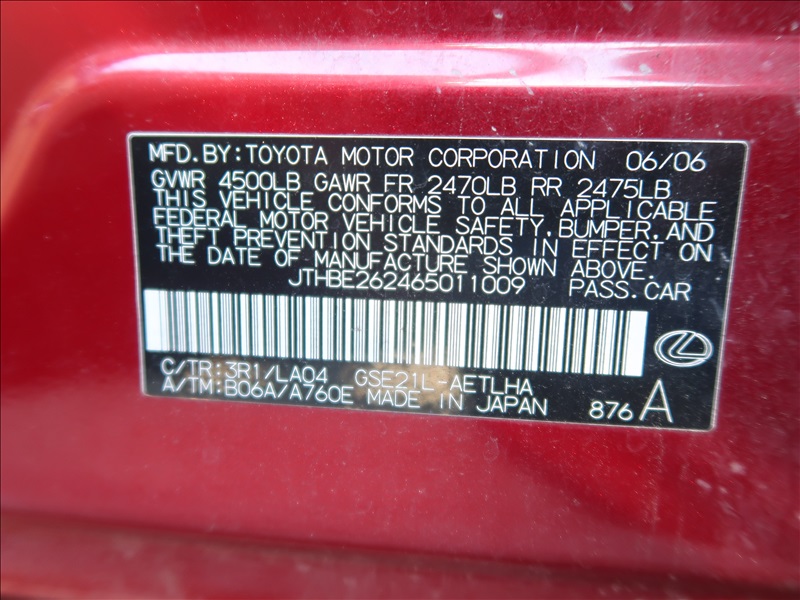 MFD.BY:TOYOTA MOTOR CORPORATION 06/06
GVWR 4500LB GAWR FR 2470LB RR 2475LB
THIS VEHICLE CONFORMS TO ALL APPLICABLE
FEDERAL MOTOR VEHICLE SAFETY,BUMPER,AND
THEFT PREVENTION STANDARDS IN EFFECT ON
THE DATE OF MANUFACTURE SHOWN ABOVE.
JTHBE262465011009 PASS.CAR
C/TR:3R1/LA04 GSE21L-AETLHA
A/TM:B06A/A760E MADE IN JAPAN 876 A